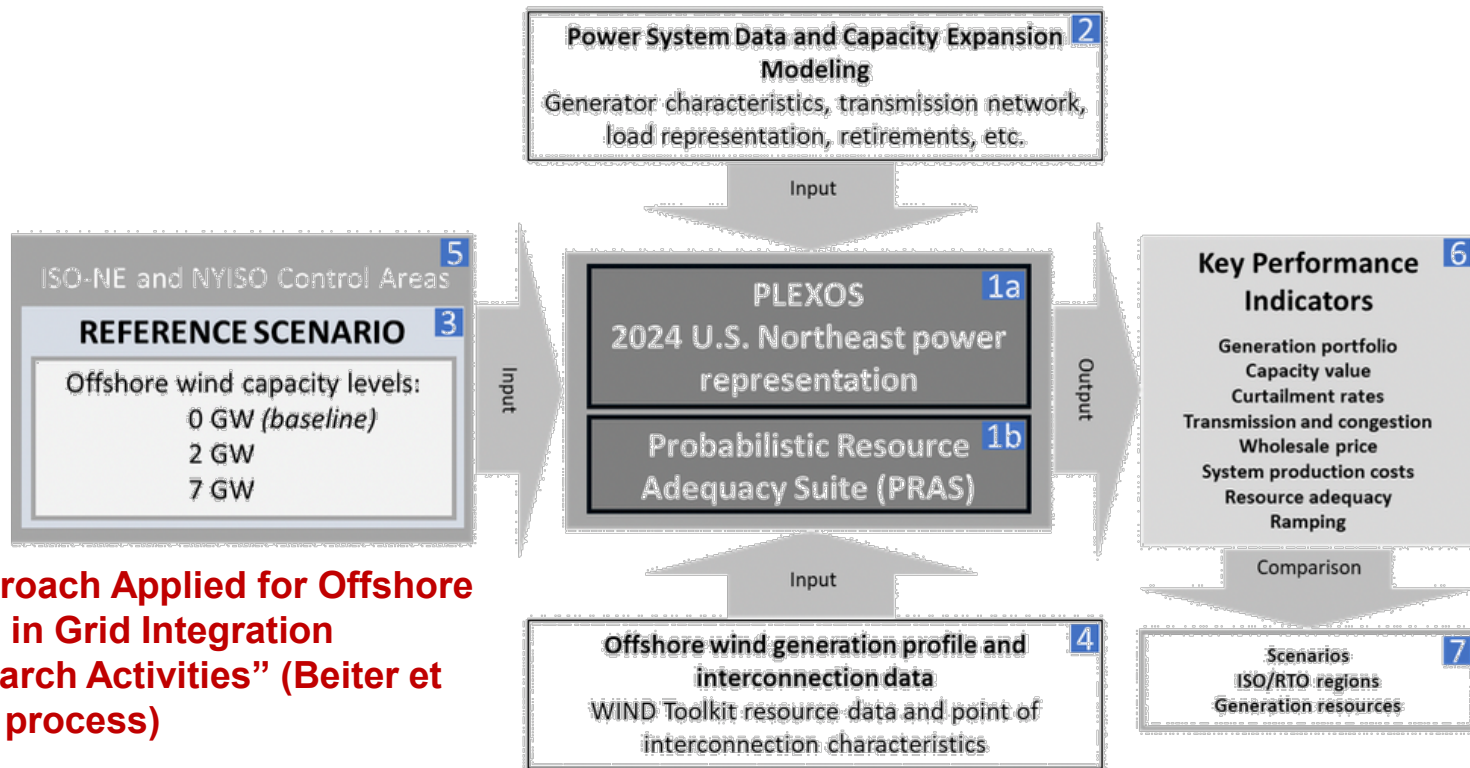 Power System Data and Capacity Expansion 2
Modeling
Generator characteristics, transmission network,
load representation, retirements, etc.
Input
5
ISO-NE and NYISO Control Areas
REFERENCE SCENARIO 3
Offshore wind capacity levels:
0 GW (baseline)
2 GW
7 GW
Input
PLEXOS 1a
2024 U.S. Northeast power
representation
Probabilistic Resource 1b
Adequacy Suite (PRAS)
Output
Key Performance 6
Indicators
Generation portfolio
Capacity value
Curtailment rates
Transmission and congestion
Wholesale price
System production costs
Resource adequacy
Ramping
Input
Comparison
roach Applied for Offshore
in Grid Integration
arch Activities” (Beiter et
process)
Offshore wind generation profile and 4
interconnection data
WIND Toolkit resource data and point of
interconnection characteristics
Scenarios 7
ISO/RTO regions
Generation resources